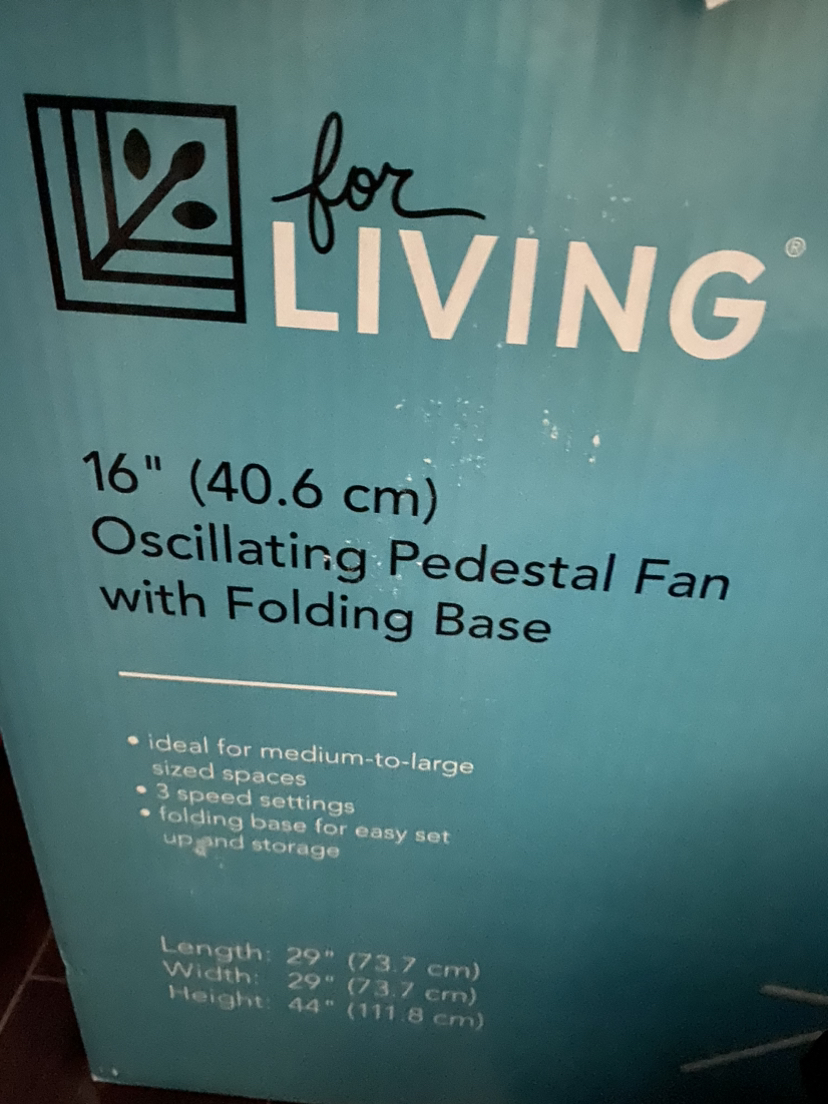 for
LIVING®
16" (40.6 cm)
Oscillating Pedestal Fan
with Folding Base
• ideal for medium-to-large
sized spaces
• 3 speed settings
• folding base for easy set
up and storage
Length: 29" (73.7 cm)
Width: 29" (73.7 cm)
Height: 44" (111.8 cm)